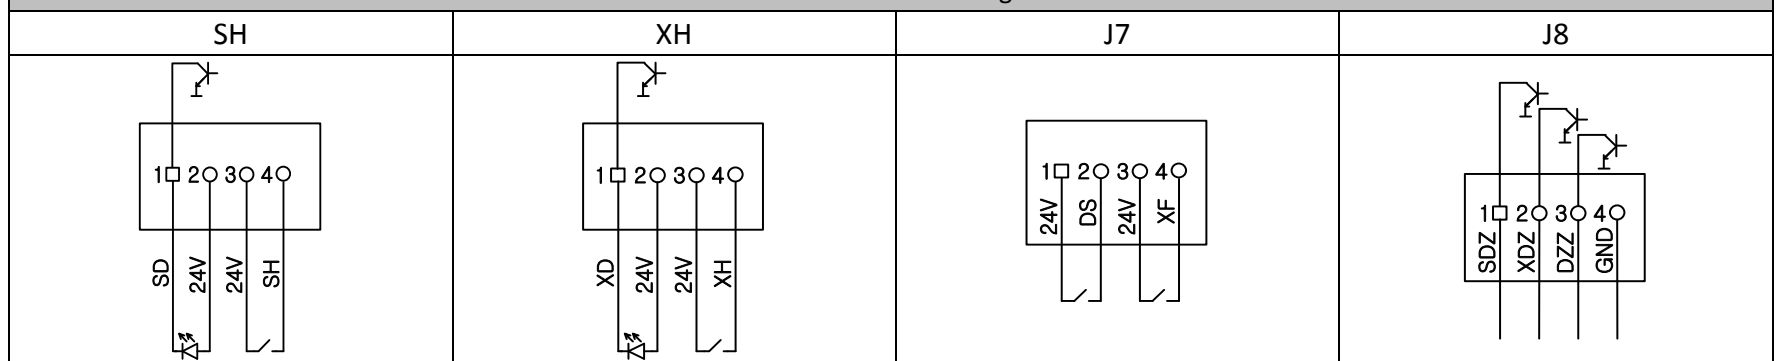 SH XH J7 J8
1 2 3 4
SD 24V 24V SH
1 2 3 4
XD 24V 24V XH
1 2 3 4
24V DS 24V XF
1 2 3 4
SDZ XDZ DZZ GND